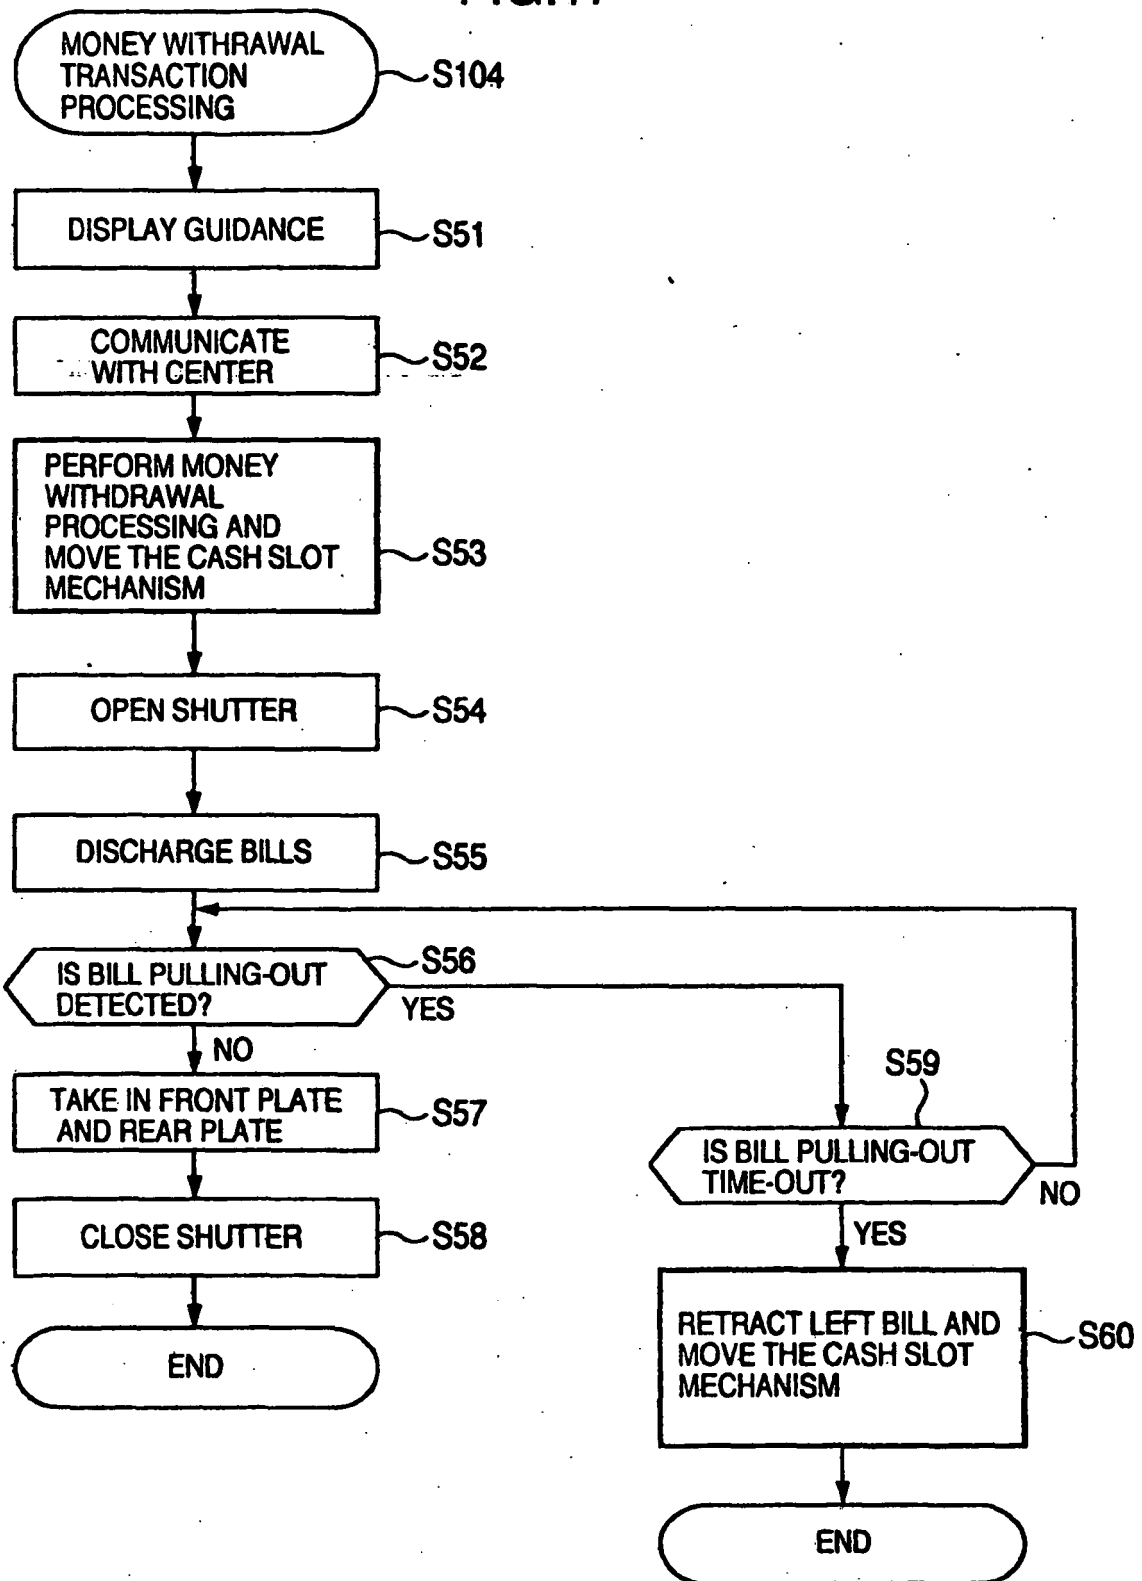 MONEY WITHRAWAL
TRANSACTION
PROCESSING
S104
DISPLAY GUIDANCE
S51
COMMUNICATE
WITH CENTER
S52
PERFORM MONEY
WITHDRAWAL
PROCESSING AND
MOVE THE CASH SLOT
MECHANISM
S53
OPEN SHUTTER
S54
DISCHARGE BILLS
S55
IS BILL PULLING-OUT
DETECTED?
S56
YES
NO
TAKE IN FRONT PLATE
AND REAR PLATE
S57
CLOSE SHUTTER
S58
END
S59
IS BILL PULLING-OUT
TIME-OUT?
NO
YES
RETRACT LEFT BILL AND
MOVE THE CASH SLOT
MECHANISM
S60
END